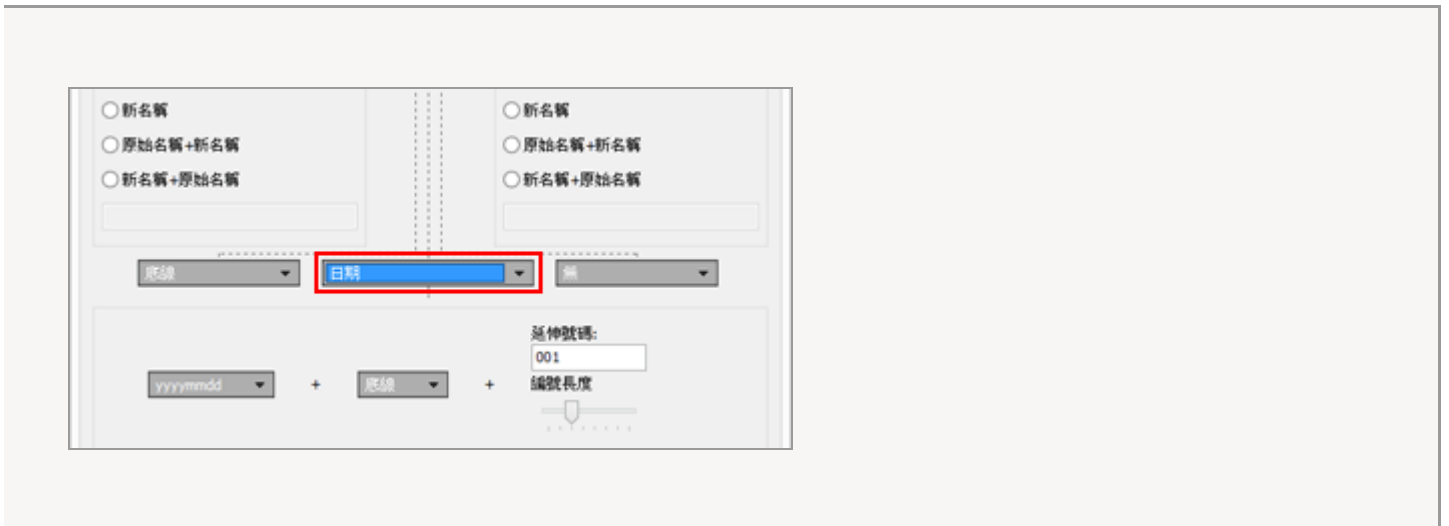 新名稱 新名稱
原始名稱+新名稱 原始名稱+新名稱
新名稱+原始名稱 新名稱+原始名稱
底線 日期 無
延伸號碼:
001
yyyymmdd + 底線 + 編號長度